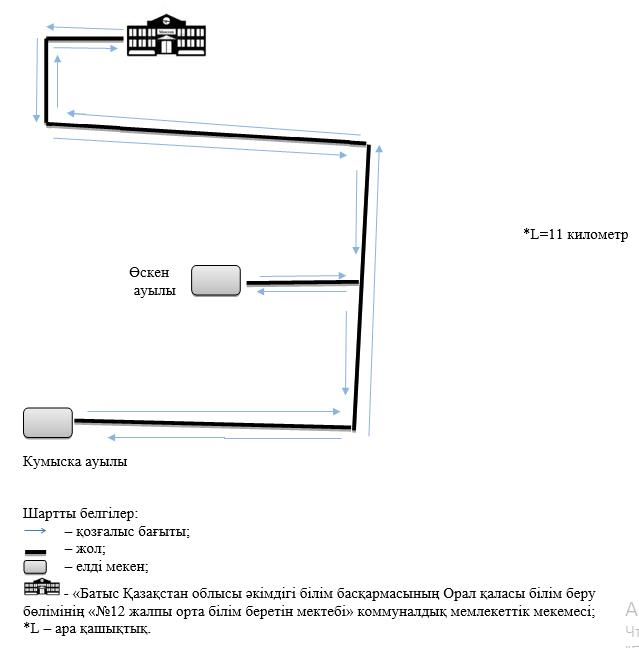 *L=11 километр
Өскен
ауылы
Кумыска ауылы
Шартты белгілер:
– қозғалыс бағыты;
– жол;
– елді мекен;
- «Батыс Қазақстан облысы әкімдігі білім басқармасының Орал қаласы білім беру
бөлімінің «№12 жалпы орта білім беретін мектебі» коммуналдық мемлекеттік мекемесі;
*L – ара қашықтық.
А
Чт